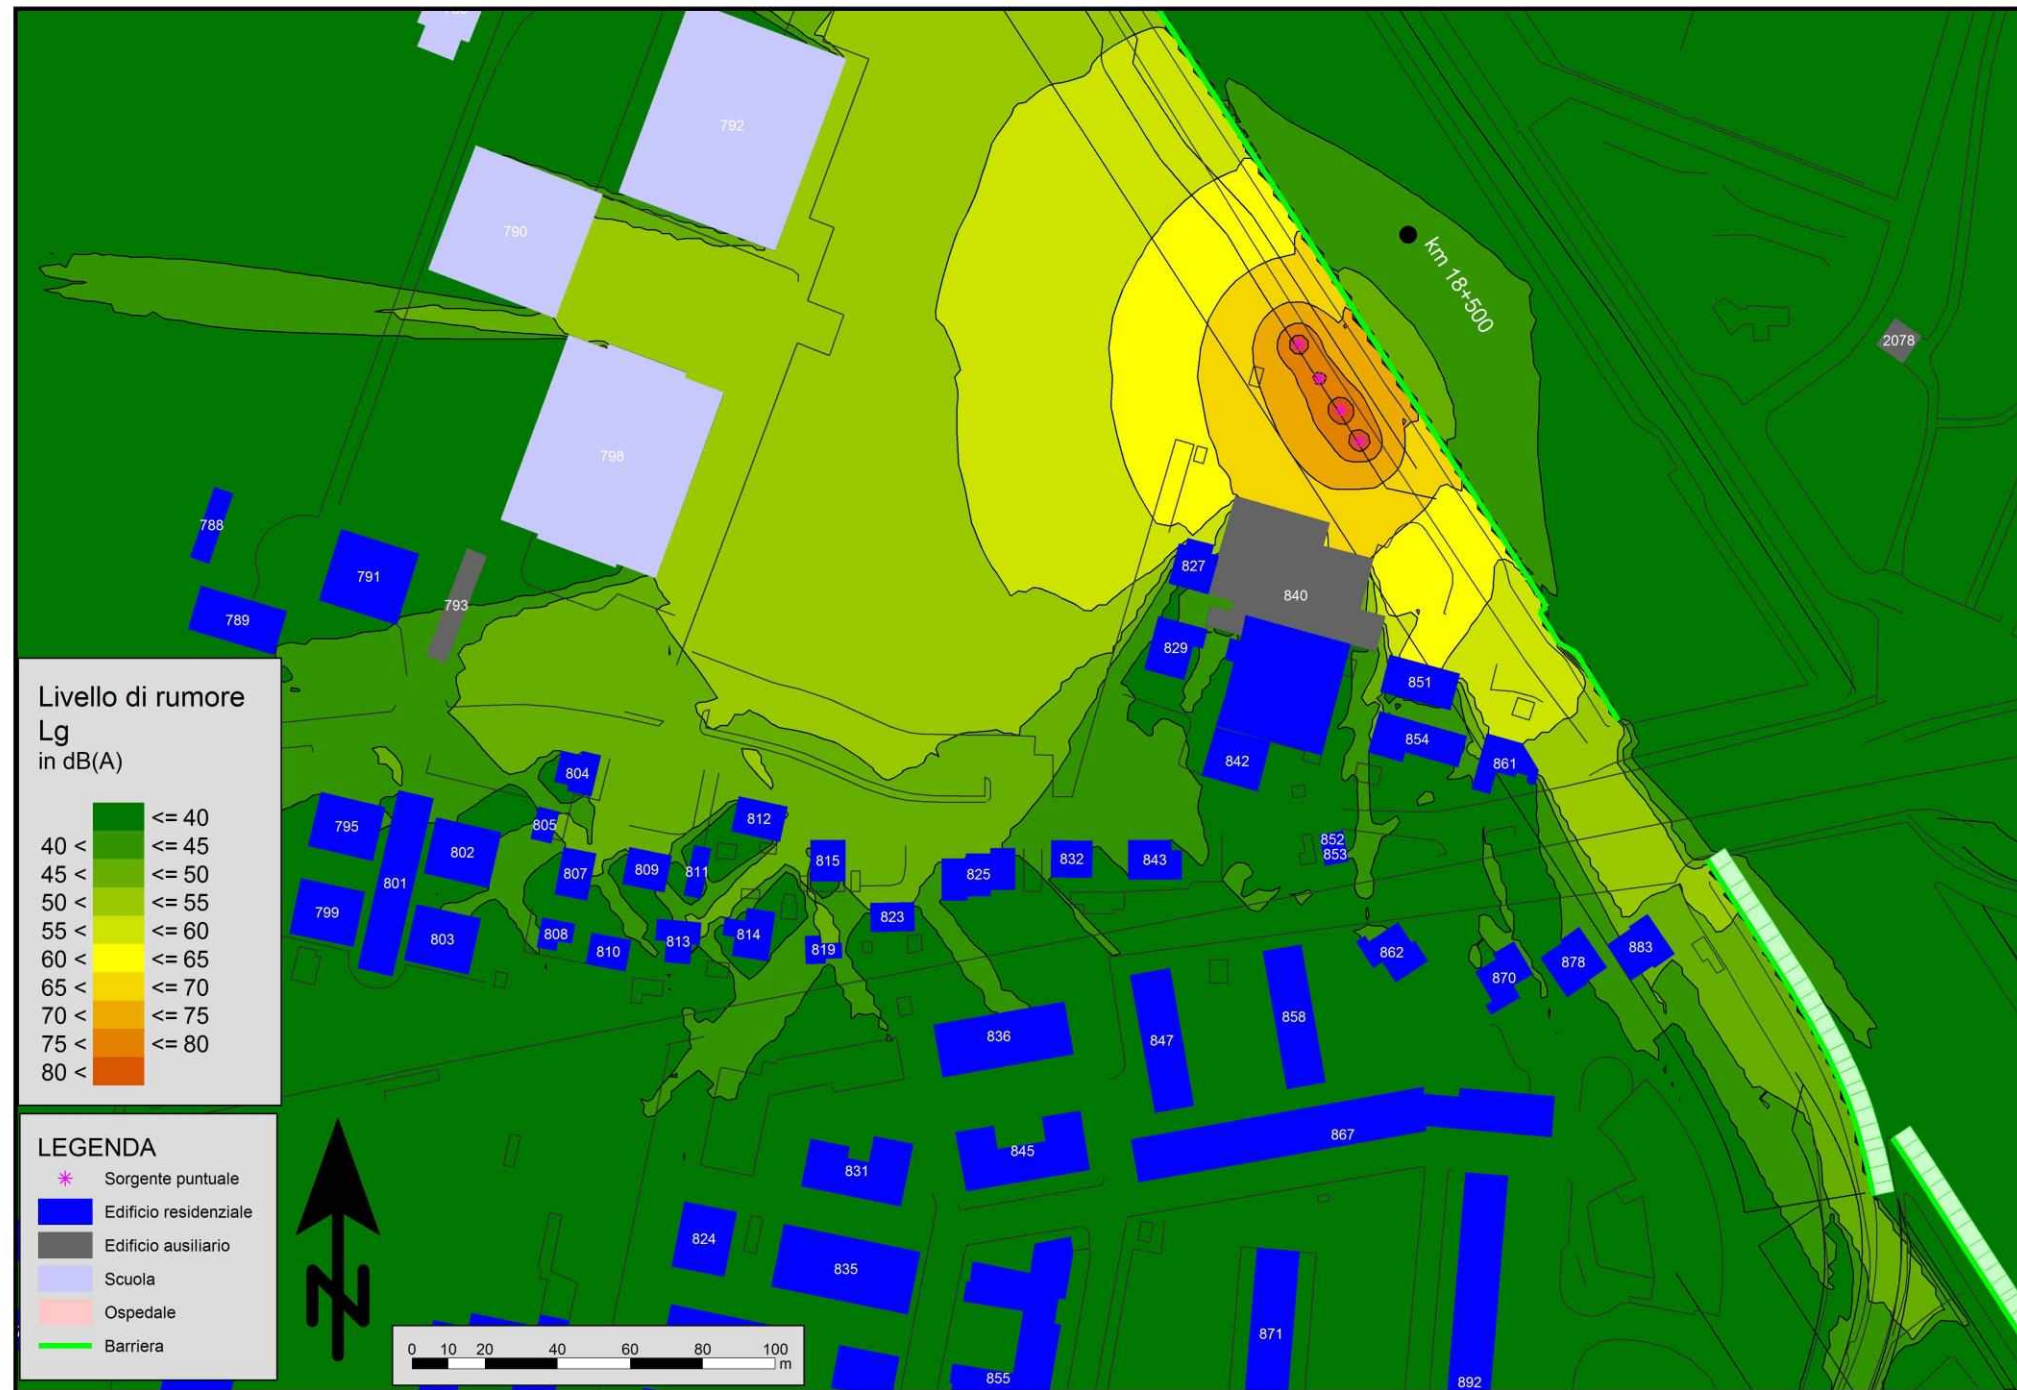 792
790
km 18+500
2078
798
788
791
827
793
840
789
829
851
854
861
842
804
805
812
795
802
801
807
809
811
815
825
832
843
852
853
799
803
808
810
813
814
819
823
862
870
878
883
836
847
858
867
831
845
824
835
871
855
892
Livello di rumore
Lg
in dB(A)
<= 40
40 < <= 45
45 < <= 50
50 < <= 55
55 < <= 60
60 < <= 65
65 < <= 70
70 < <= 75
75 < <= 80
80 <
LEGENDA
Sorgente puntuale
Edificio residenziale
Edificio ausiliario
Scuola
Ospedale
Barriera
N
0 10 20 40 60 80 100
m